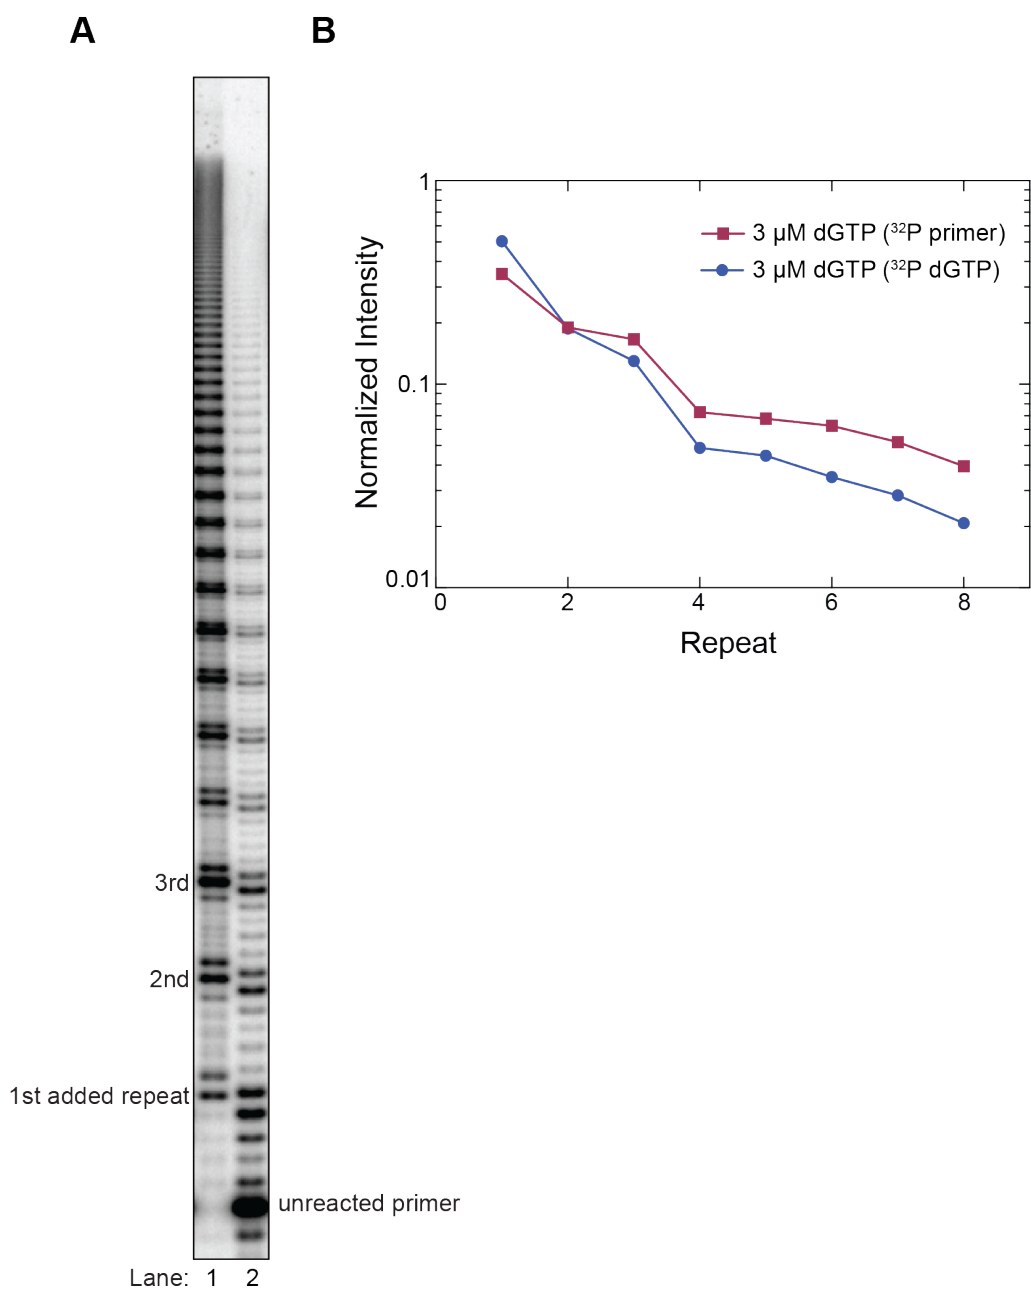 A
B
1
0.1
0.01
Normalized Intensity
3 µM dGTP (³²P primer)
3 µM dGTP (³²P dGTP)
0 2 4 6 8
Repeat
3rd
2nd
1st added repeat
unreacted primer
Lane: 1 2